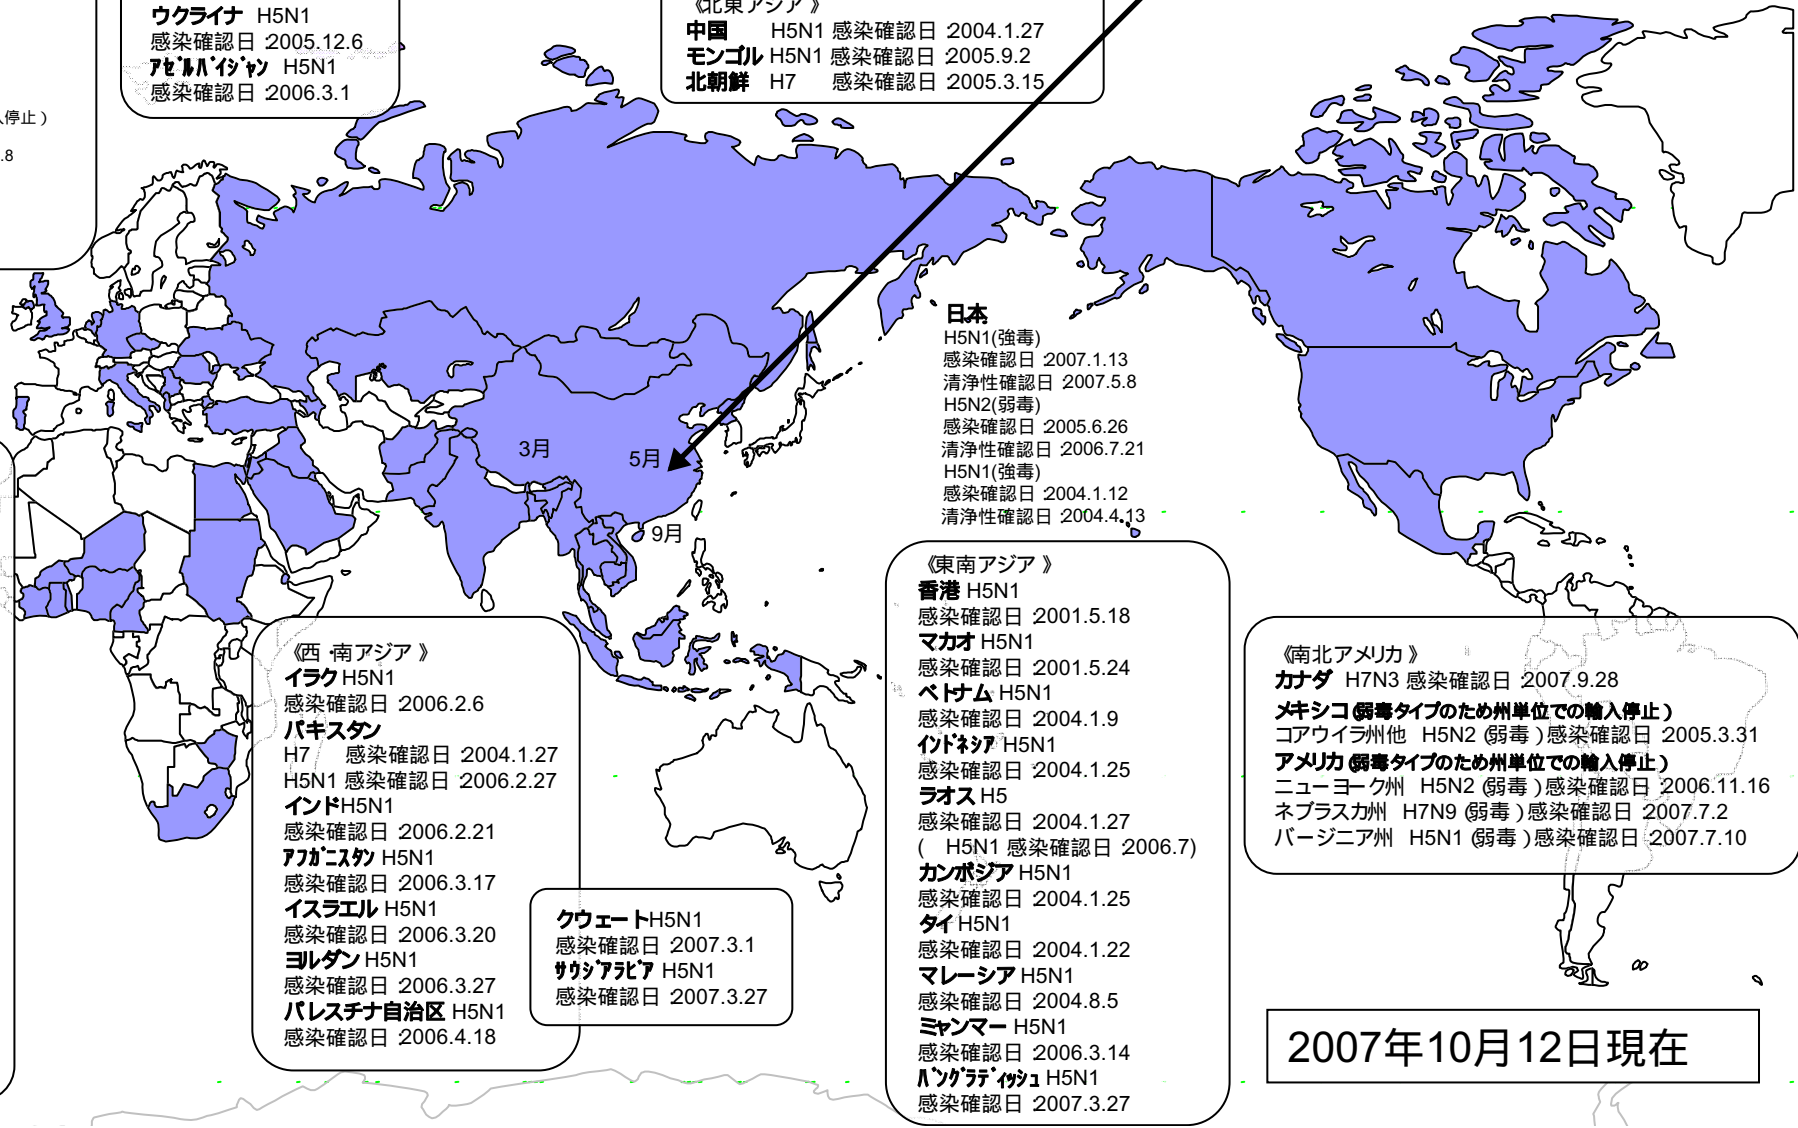 ウクライナ H5N1
感染確認日 2005.12.6
アゼルバイジャン H5N1
感染確認日 2006.3.1
入停止）
.8
《北東アジア》
中国 H5N1 感染確認日 2004.1.27
モンゴル H5N1 感染確認日 2005.9.2
北朝鮮 H7 感染確認日 2005.3.15
日本
H5N1(強毒)
感染確認日 2007.1.13
清浄性確認日 2007.5.8
H5N2(弱毒)
感染確認日 2005.6.26
清浄性確認日 2006.7.21
H5N1(強毒)
感染確認日 2004.1.12
清浄性確認日 2004.4.13
3月
5月
9月
《西・南アジア》
イラク H5N1
感染確認日 2006.2.6
パキスタン
H7 感染確認日 2004.1.27
H5N1 感染確認日 2006.2.27
インド H5N1
感染確認日 2006.2.21
アフガニスタン H5N1
感染確認日 2006.3.17
イスラエル H5N1
感染確認日 2006.3.20
ヨルダン H5N1
感染確認日 2006.3.27
パレスチナ自治区 H5N1
感染確認日 2006.4.18
クウェート H5N1
感染確認日 2007.3.1
サウジアラビア H5N1
感染確認日 2007.3.27
《東南アジア》
香港 H5N1
感染確認日 2001.5.18
マカオ H5N1
感染確認日 2001.5.24
ベトナム H5N1
感染確認日 2004.1.9
インドネシア H5N1
感染確認日 2004.1.25
ラオス H5
感染確認日 2004.1.27
( H5N1 感染確認日 2006.7)
カンボジア H5N1
感染確認日 2004.1.25
タイ H5N1
感染確認日 2004.1.22
マレーシア H5N1
感染確認日 2004.8.5
ミャンマー H5N1
感染確認日 2006.3.14
バングラディッシュ H5N1
感染確認日 2007.3.27
《南北アメリカ》
カナダ H7N3 感染確認日 2007.9.28
メキシコ(弱毒タイプのため州単位での輸入停止)
コアウイラ州他 H5N2 (弱毒)感染確認日 2005.3.31
アメリカ(弱毒タイプのため州単位での輸入停止)
ニューヨーク州 H5N2 (弱毒)感染確認日 2006.11.16
ネブラスカ州 H7N9 (弱毒)感染確認日 2007.7.2
バージニア州 H5N1 (弱毒)感染確認日 2007.7.10
2007年10月12日現在